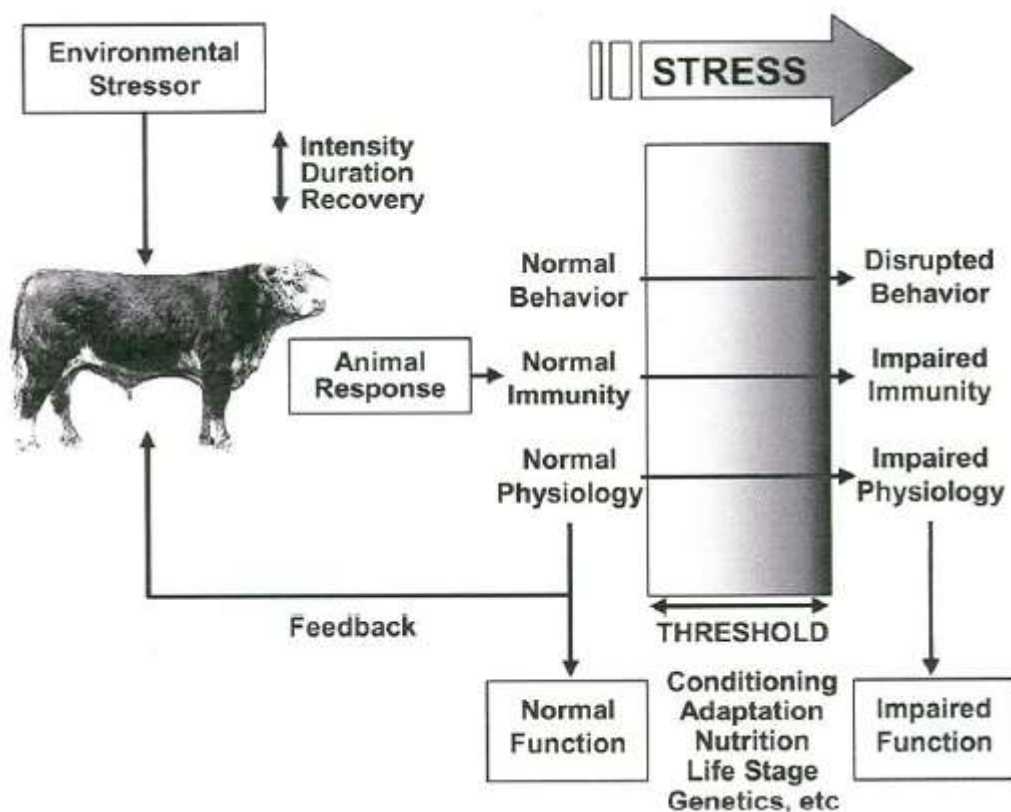 Environmental
Stressor
STRESS
Intensity
Duration
Recovery
Normal
Behavior
Disrupted
Behavior
Animal
Response
Normal
Immunity
Impaired
Immunity
Normal
Physiology
Impaired
Physiology
Feedback
THRESHOLD
Normal
Function
Conditioning
Adaptation
Nutrition
Life Stage
Genetics, etc
Impaired
Function